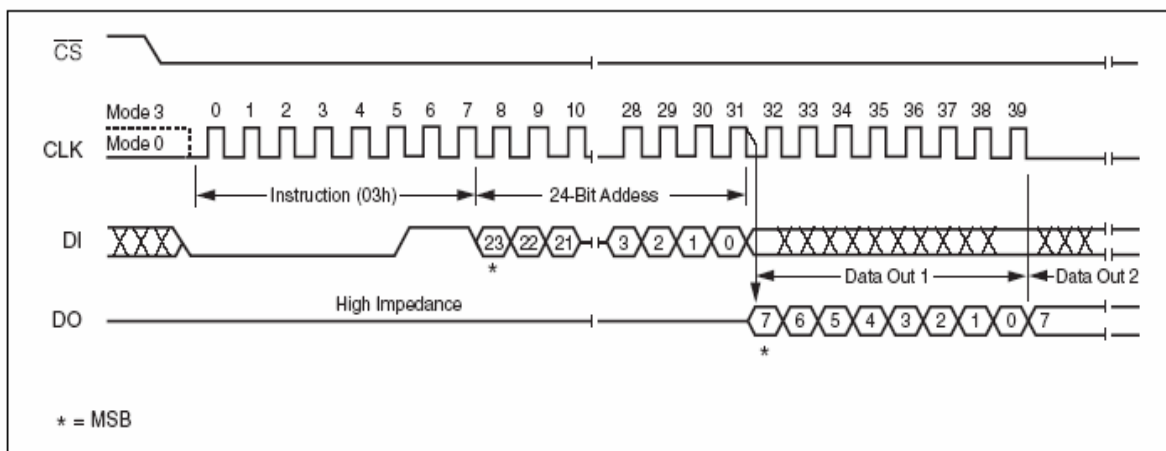 CS
Mode 3
0 1 2 3 4 5 6 7 8 9 10 28 29 30 31 32 33 34 35 36 37 38 39
CLK
Mode 0
Instruction (03h)
24-Bit Addess
DI
23 22 21 3 2 1 0
*
Data Out 1
Data Out 2
High Impedance
DO
7 6 5 4 3 2 1 0 7
*
* = MSB